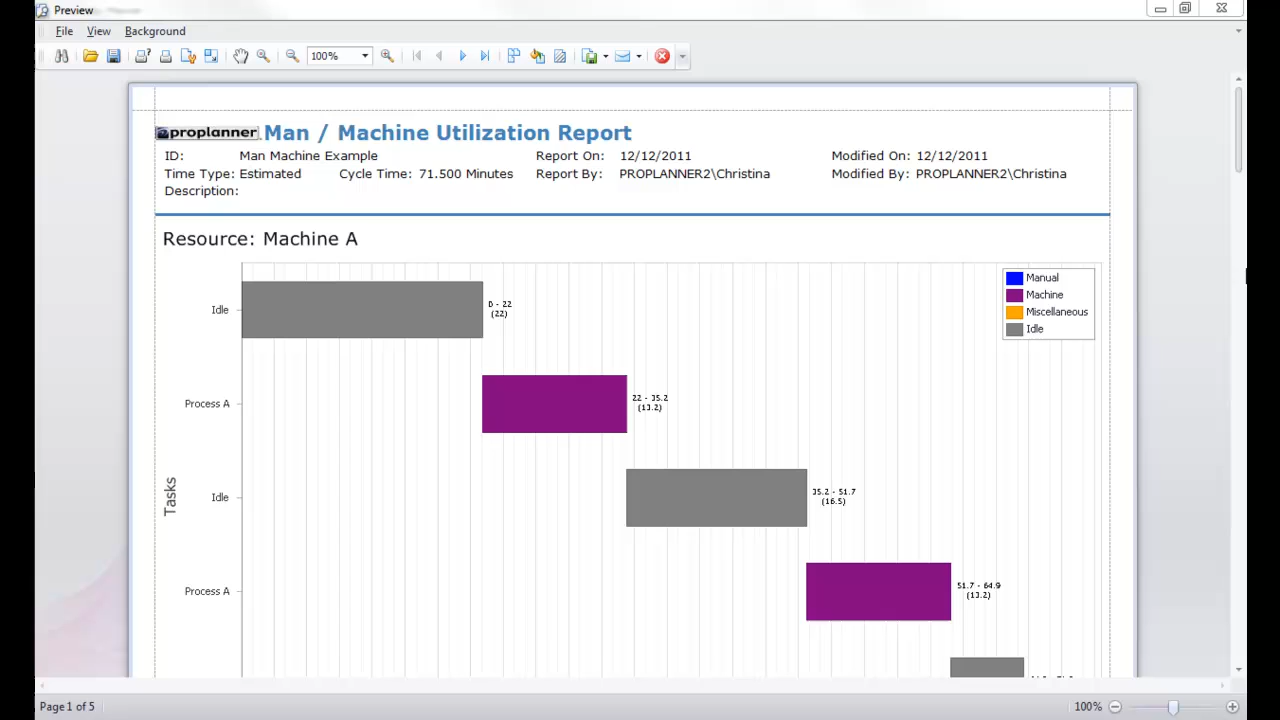 Preview
File View Background
100%
proplanner Man / Machine Utilization Report
ID: Man Machine Example Report On: 12/12/2011 Modified On: 12/12/2011
Time Type: Estimated Cycle Time: 71.500 Minutes Report By: PROPLANNER2\Christina Modified By: PROPLANNER2\Christina
Description:
Resource: Machine A
Manual
Machine
Miscellaneous
Idle
Idle
0 - 22
(22)
Process A
22 - 35.2
(13.2)
Tasks
Idle
35.2 - 51.7
(16.5)
Process A
51.7 - 64.9
(13.2)
Page 1 of 5
100%